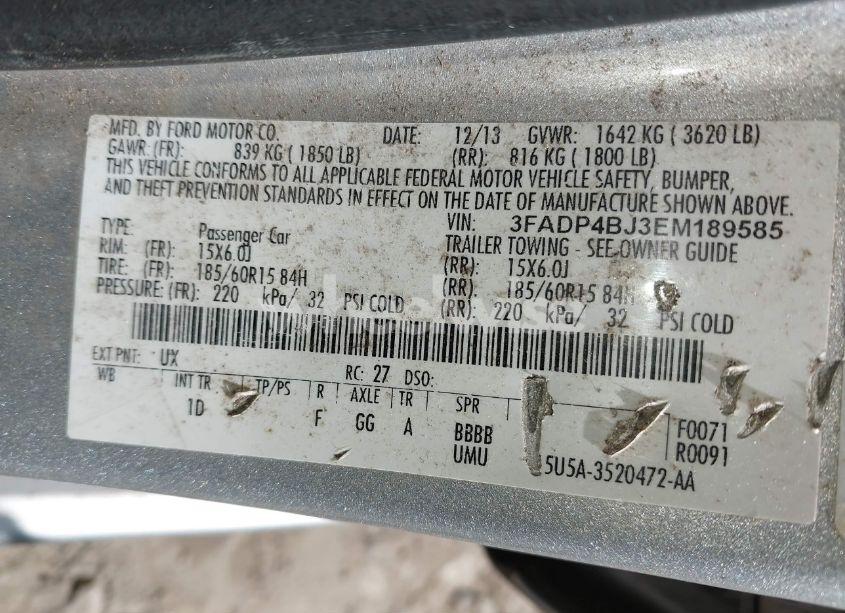 MFD. BY FORD MOTOR CO. DATE: 12/13 GVWR: 1642 KG ( 3620 LB)
GAWR: (FR): 839 KG ( 1850 LB) (RR): 816 KG ( 1800 LB)
THIS VEHICLE CONFORMS TO ALL APPLICABLE FEDERAL MOTOR VEHICLE SAFETY, BUMPER,
AND THEFT PREVENTION STANDARDS IN EFFECT ON THE DATE OF MANUFACTURE SHOWN ABOVE.
VIN: 3FADP4BJ3EM189585
TYPE: Passenger Car TRAILER TOWING - SEE OWNER GUIDE
RIM: (FR): 15X6.0J (RR): 15X6.0J
TIRE: (FR): 185/60R15 84H (RR): 185/60R15 84H
PRESSURE: (FR): 220 kPa/ 32 PSI COLD (RR): 220 kPa/ 32 PSI COLD
EXT PNT: UX RC: 27 DSO:
WB INT TR TP/PS R AXLE TR SPR
1D F GG A BBBB F0071
UMU R0091
5U5A-3520472-AA